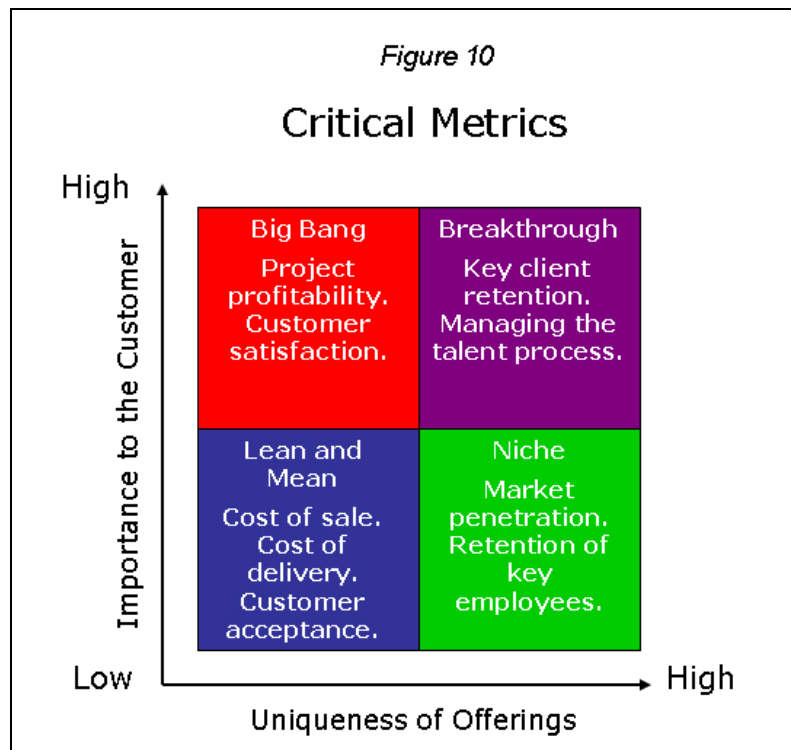 Figure 10
Critical Metrics
High
Importance to the Customer
Big Bang
Project
profitability.
Customer
satisfaction.
Breakthrough
Key client
retention.
Managing the
talent process.
Lean and
Mean
Cost of sale.
Cost of
delivery.
Customer
acceptance.
Niche
Market
penetration.
Retention of
key
employees.
Low
High
Uniqueness of Offerings